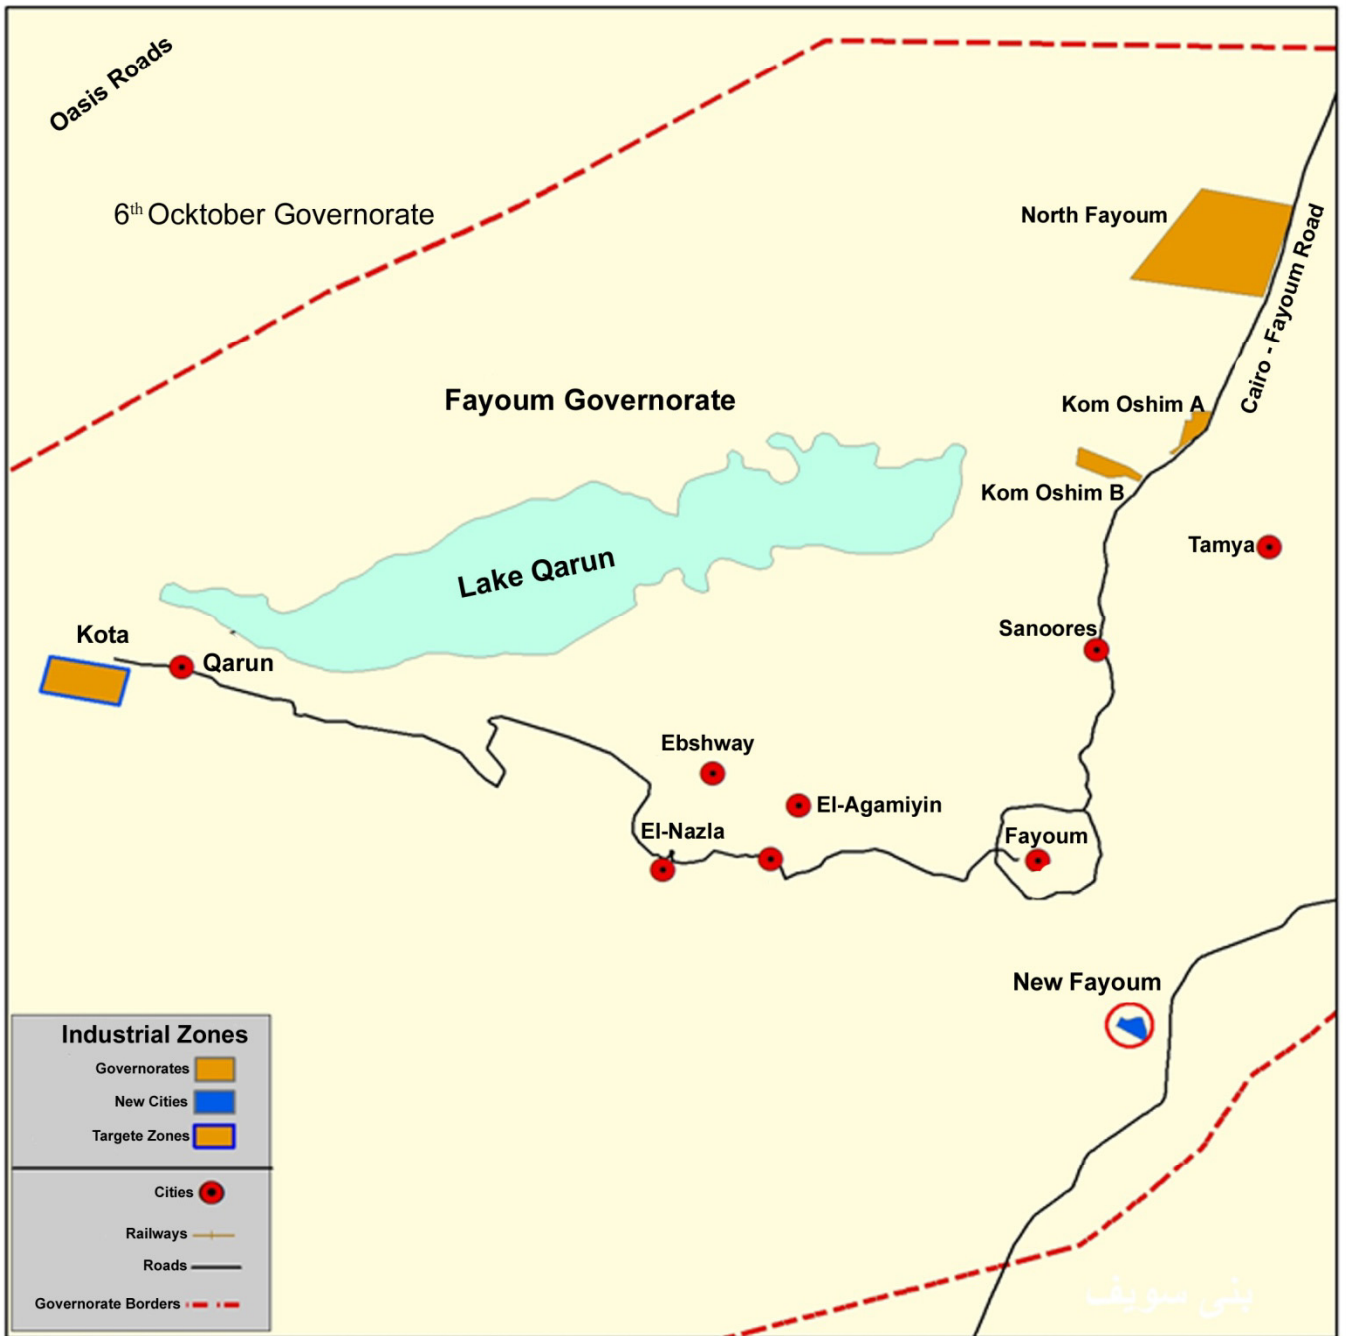 Oasis Roads
6th Ocktober Governorate
North Fayoum
Cairo - Fayoum Road
Fayoum Governorate
Kom Oshim A
Kom Oshim B
Tamya
Lake Qarun
Sanoores
Kota
Qarun
Ebshway
El-Agamiyin
El-Nazla
Fayoum
New Fayoum
Industrial Zones
Governorates
New Cities
Targete Zones
Cities
Railways
Roads
Governorate Borders
بنى سويف